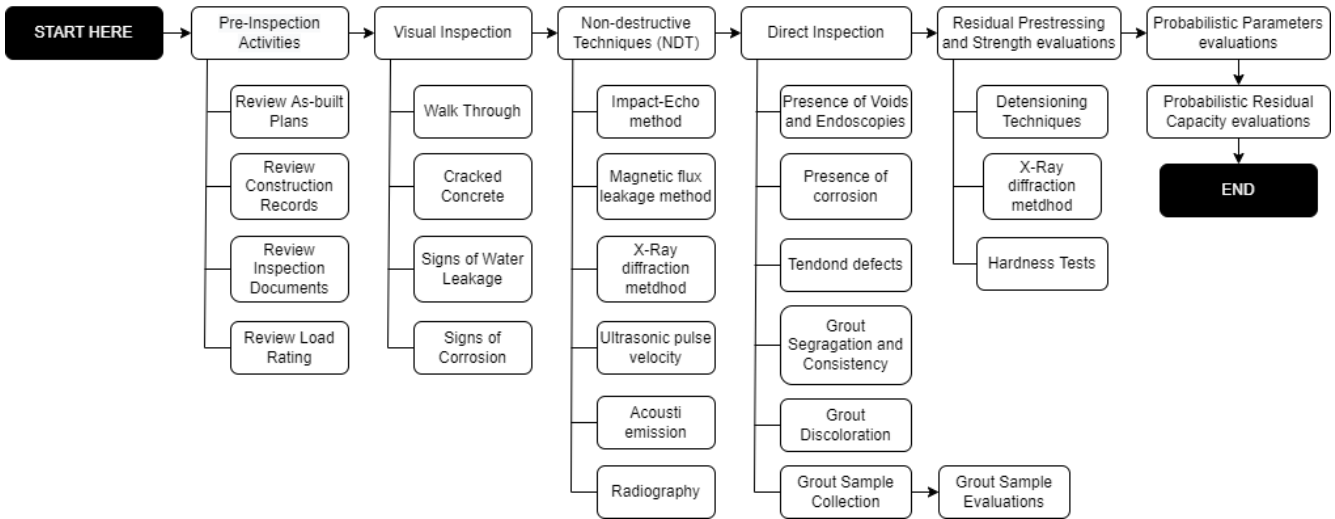 START HERE
Pre-Inspection
Activities
Visual Inspection
Non-destructive
Techniques (NDT)
Direct Inspection
Residual Prestressing
and Strength evaluations
Probabilistic Parameters
evaluations
Review As-built
Plans
Review
Construction
Records
Review
Inspection
Documents
Review Load
Rating
Walk Through
Cracked
Concrete
Signs of Water
Leakage
Signs of
Corrosion
Impact-Echo
method
Magnetic flux
leakage method
X-Ray
diffraction
metdhod
Ultrasonic pulse
velocity
Acousti
emission
Radiography
Presence of Voids
and Endoscopies
Presence of
corrosion
Tendond defects
Grout
Segragation and
Consistency
Grout
Discoloration
Grout Sample
Collection
Grout Sample
Evaluations
Detensioning
Techniques
X-Ray
diffraction
metdhod
Hardness Tests
Probabilistic Residual
Capacity evaluations
END